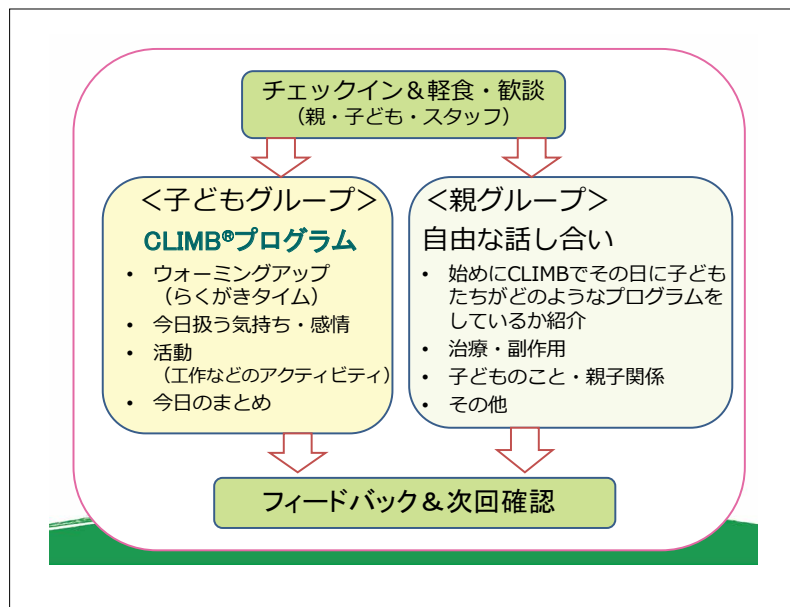 チェックイン＆軽食・歓談
（親・子ども・スタッフ）
＜子どもグループ＞
CLIMB®プログラム
• ウォーミングアップ
（らくがきタイム）
• 今日扱う気持ち・感情
• 活動
（工作などのアクティビティ）
• 今日のまとめ
＜親グループ＞
自由な話し合い
• 始めにCLIMBでその日に子ども
たちがどのようなプログラムを
しているか紹介
• 治療・副作用
• 子どものこと・親子関係
• その他
フィードバック＆次回確認